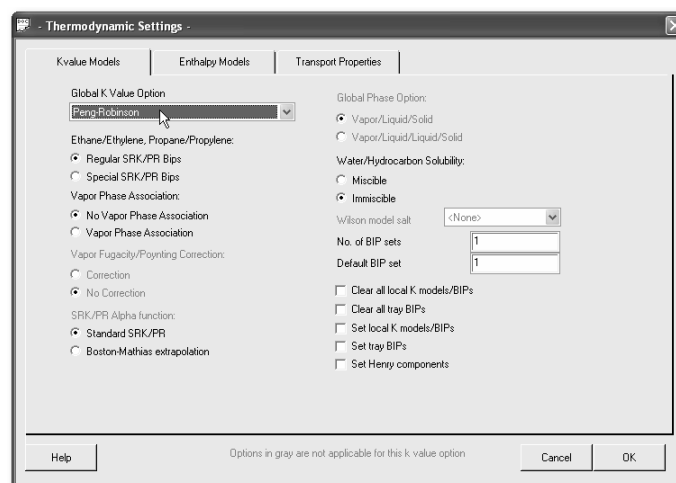 - Thermodynamic Settings -
Kvalue Models
Enthalpy Models
Transport Properties
Global K Value Option
Peng-Robinson
Ethane/Ethylene, Propane/Propylene:
Regular SRK/PR Bips
Special SRK/PR Bips
Vapor Phase Association:
No Vapor Phase Association
Vapor Phase Association
Vapor Fugacity/Poynting Correction:
Correction
No Correction
SRK/PR Alpha function:
Standard SRK/PR
Boston-Mathias extrapolation
Global Phase Option:
Vapor/Liquid/Solid
Vapor/Liquid/Liquid/Solid
Water/Hydrocarbon Solubility:
Miscible
Immiscible
Wilson model salt <None>
No. of BIP sets 1
Default BIP set 1
Clear all local K models/BIPs
Clear all tray BIPs
Set local K models/BIPs
Set tray BIPs
Set Henry components
Help
Options in gray are not applicable for this k value option
Cancel
OK